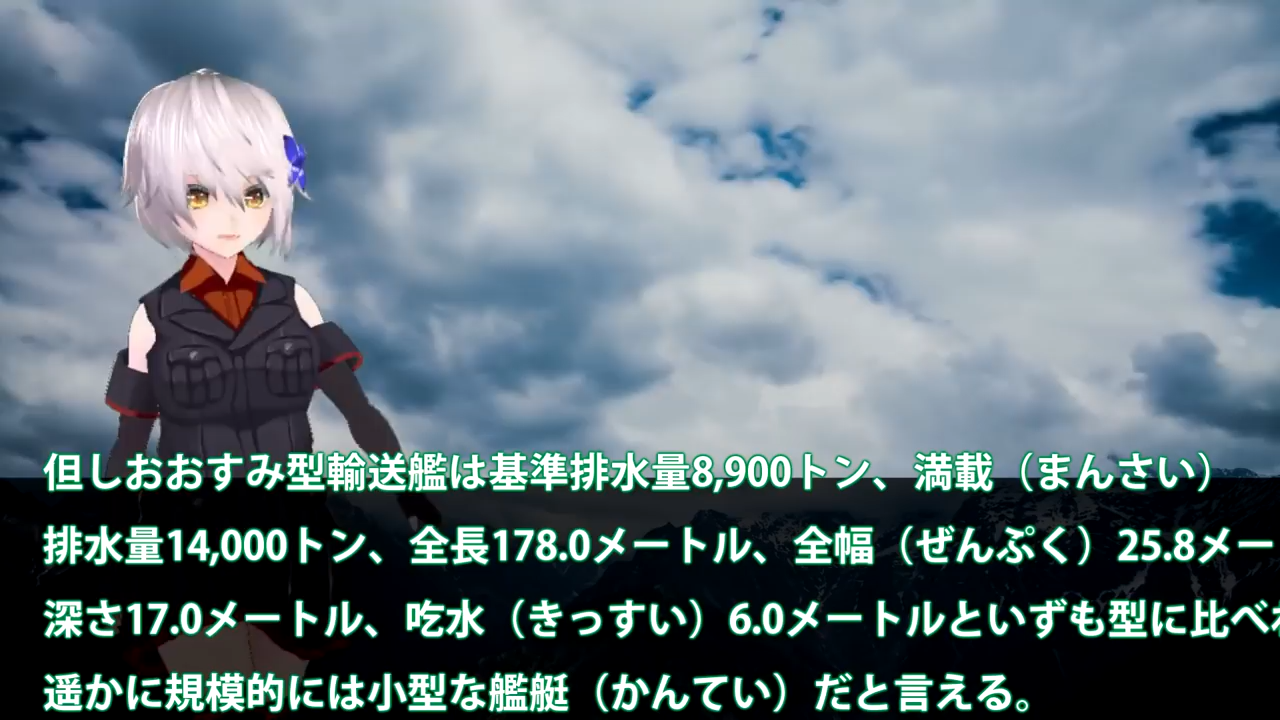 但しおおすみ型輸送艦は基準排水量8,900トン、満載（まんさい）
排水量14,000トン、全長178.0メートル、全幅（ぜんぷく）25.8メー
深さ17.0メートル、吃水（きっすい）6.0メートルといずも型に比べ
遥かに規模的には小型な艦艇（かんてい）だと言える。